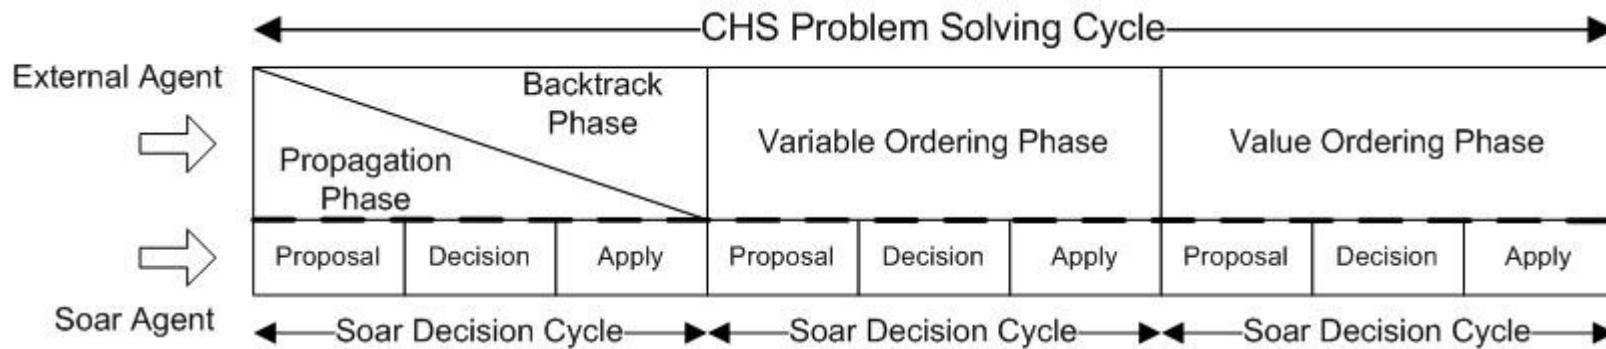 CHS Problem Solving Cycle
External Agent
Backtrack
Phase
Propagation
Phase
Variable Ordering Phase
Value Ordering Phase
Proposal Decision Apply Proposal Decision Apply Proposal Decision Apply
Soar Agent
Soar Decision Cycle Soar Decision Cycle Soar Decision Cycle